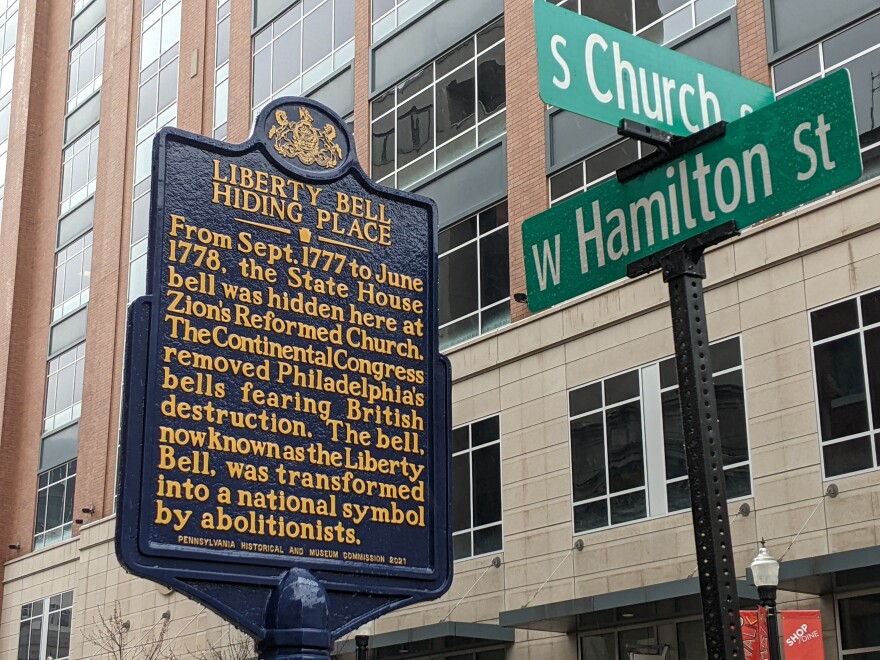 LIBERTY BELL
HIDING PLACE
From Sept. 1777 to June
1778, the State House
bell was hidden here at
Zion's Reformed Church.
The Continental Congress
removed Philadelphia's
bells fearing British
destruction. The bell,
now known as the Liberty
Bell, was transformed
into a national symbol
by abolitionists.
PENNSYLVANIA HISTORICAL AND MUSEUM COMMISSION 2021
S Church
W Hamilton St
SHOP
DINE